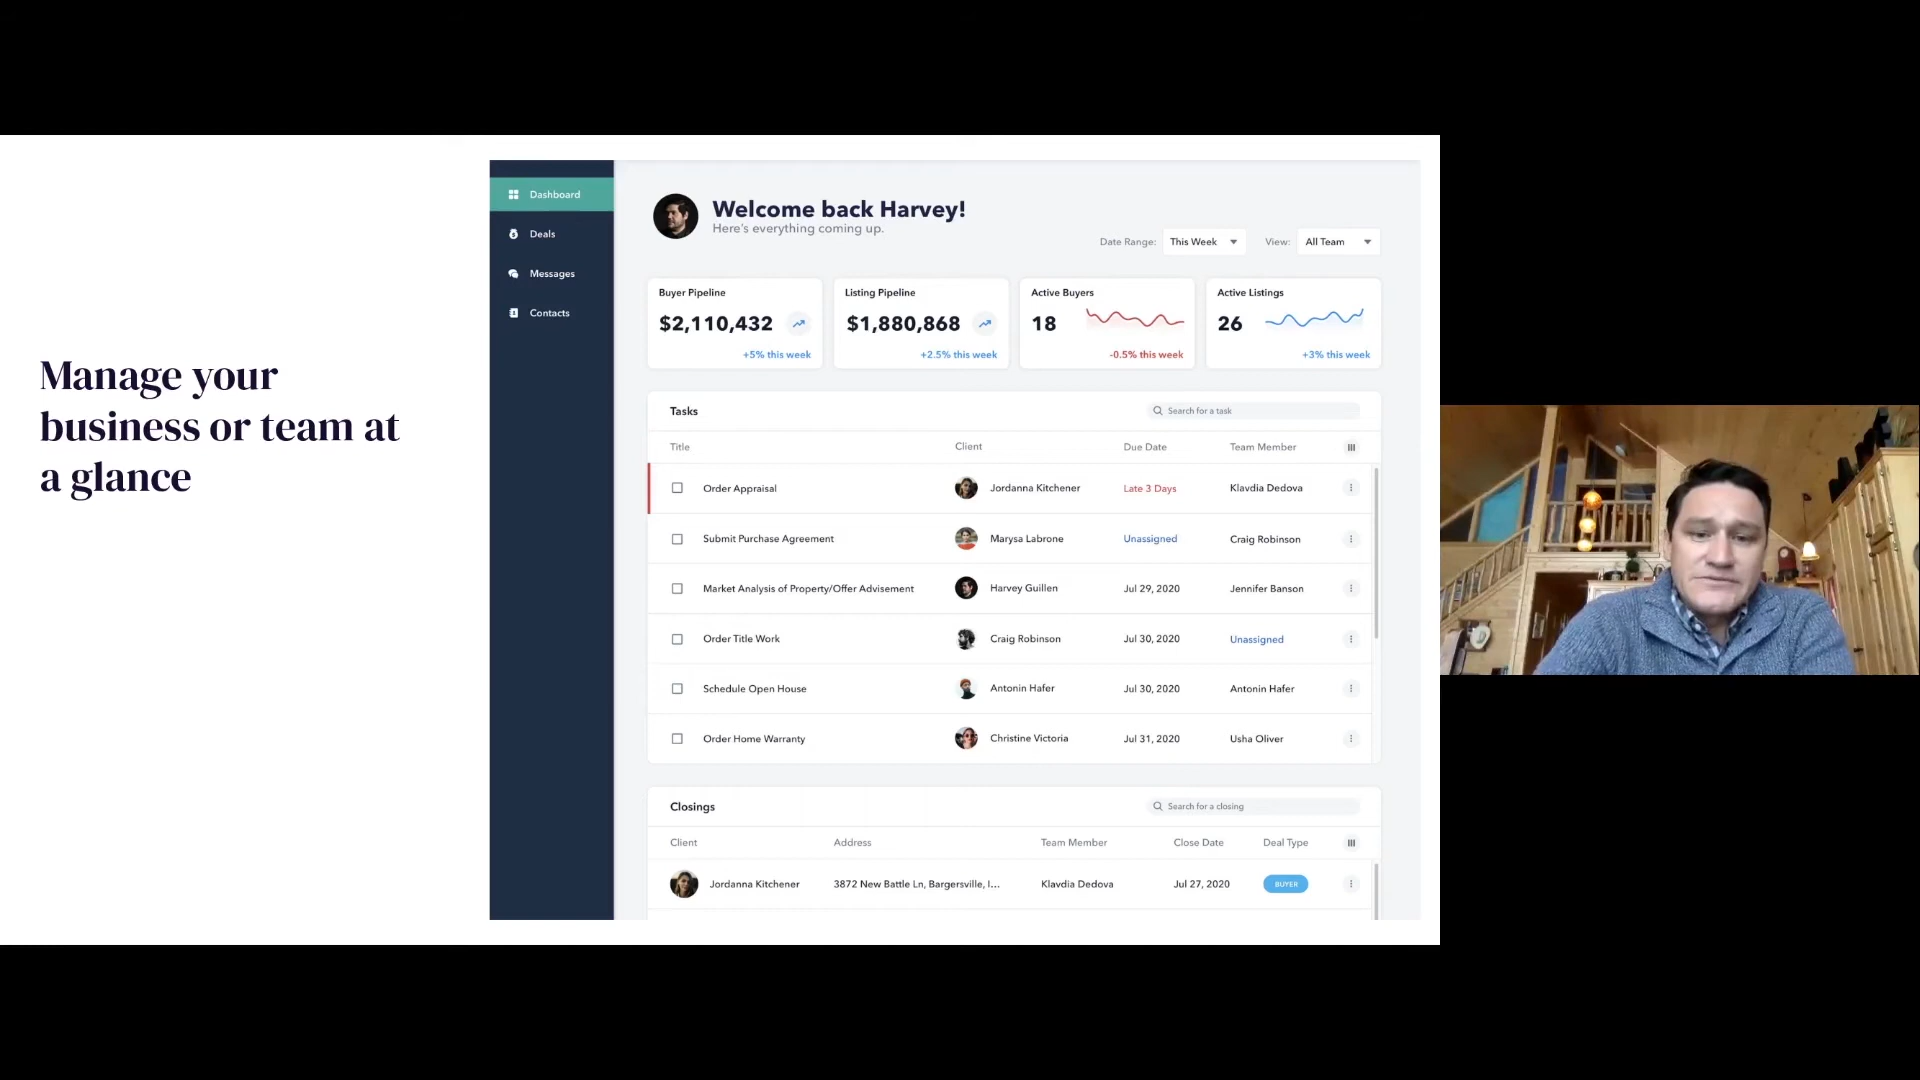 Manage your
business or team at
a glance
Dashboard
Deals
Messages
Contacts
Welcome back Harvey!
Here's everything coming up.
Date Range: This Week View: All Team
Buyer Pipeline
$2,110,432
+5% this week
Listing Pipeline
$1,880,868
+2.5% this week
Active Buyers
18
-0.5% this week
Active Listings
26
+3% this week
Tasks Search for a task
Title Client Due Date Team Member
Order Appraisal Jordanna Kitchener Late 3 Days Klavdia Dedova
Submit Purchase Agreement Marysa Labrone Unassigned Craig Robinson
Market Analysis of Property/Offer Advisement Harvey Guillen Jul 29, 2020 Jennifer Banson
Order Title Work Craig Robinson Jul 30, 2020 Unassigned
Schedule Open House Antonin Hafer Jul 30, 2020 Antonin Hafer
Order Home Warranty Christine Victoria Jul 31, 2020 Usha Oliver
Closings Search for a closing
Client Address Team Member Close Date Deal Type
Jordanna Kitchener 3872 New Battle Ln, Bargersville, I... Klavdia Dedova Jul 27, 2020 BUYER